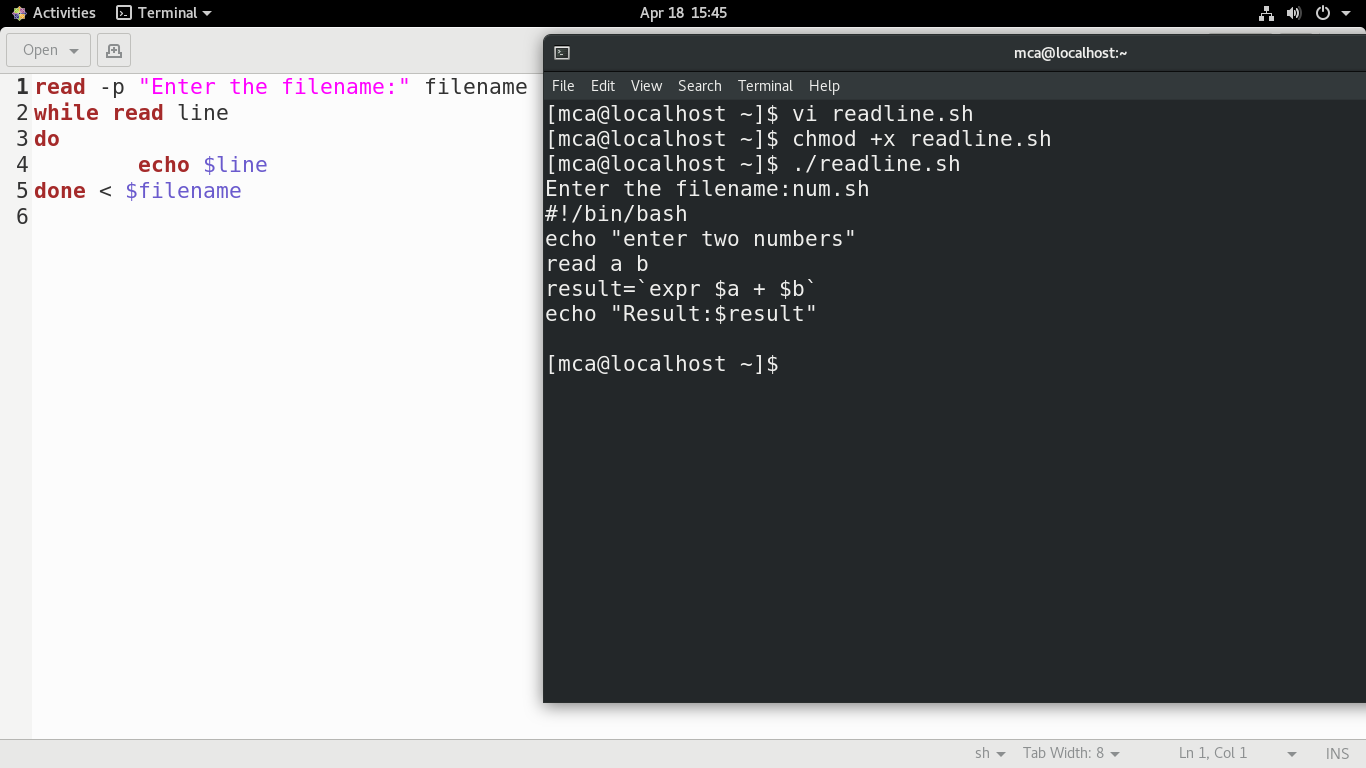 Activities Terminal Apr 18 15:45
Open
1 read -p "Enter the filename:" filename
2 while read line
3 do
4 echo $line
5 done < $filename
6
mca@localhost:~
File Edit View Search Terminal Help
[mca@localhost ~]$ vi readline.sh
[mca@localhost ~]$ chmod +x readline.sh
[mca@localhost ~]$ ./readline.sh
Enter the filename:num.sh
#!/bin/bash
echo "enter two numbers"
read a b
result=`expr $a + $b`
echo "Result:$result"
[mca@localhost ~]$
sh Tab Width: 8 Ln 1, Col 1 INS